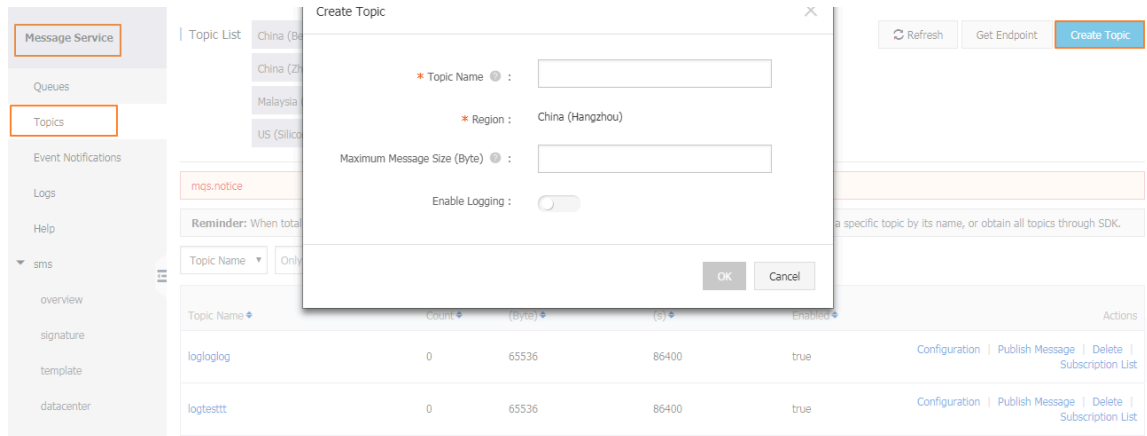 Create Topic
Message Service
Topic List
China (Be
Refresh
Get Endpoint
Create Topic
China (Zh
* Topic Name :
Queues
Malaysia
* Region : China (Hangzhou)
Topics
US (Silico
Event Notifications
Maximum Message Size (Byte) :
Logs
mqs.notice
Enable Logging :
Help
Reminder: When total
a specific topic by its name, or obtain all topics through SDK.
sms
Topic Name
Only
OK
Cancel
overview
Topic Name
Count
(Byte)
(s)
Enabled
Actions
signature
logloglog 0 65536 86400 true Configuration | Publish Message | Delete |
Subscription List
template
datacenter
logtesttt 0 65536 86400 true Configuration | Publish Message | Delete |
Subscription List